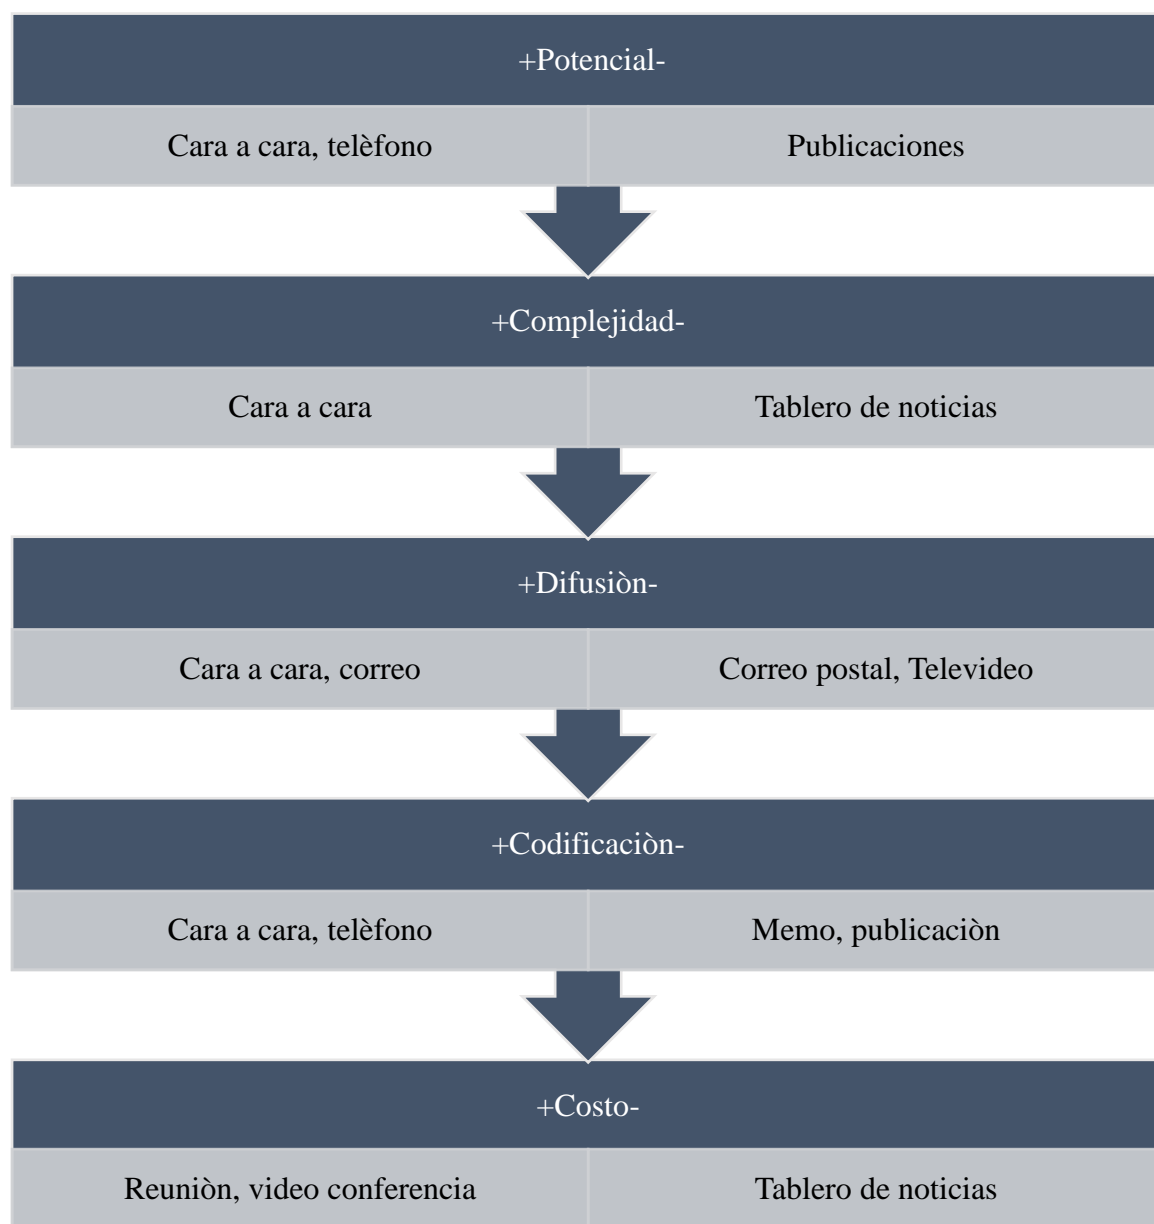 +Potencial-
Cara a cara, telèfono
Publicaciones
+Complejidad-
Cara a cara
Tablero de noticias
+Difusiòn-
Cara a cara, correo
Correo postal, Televideo
+Codificaciòn-
Cara a cara, telèfono
Memo, publicaciòn
+Costo-
Reuniòn, video conferencia
Tablero de noticias